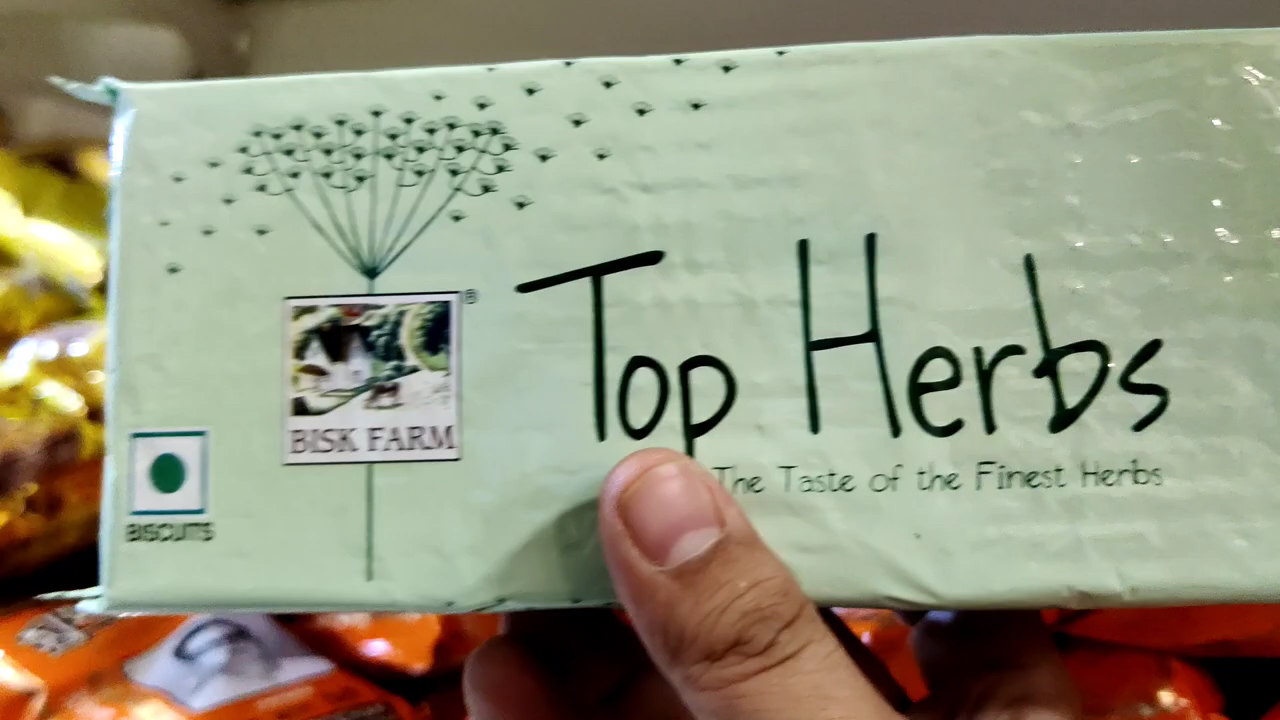 ®
BISK FARM
BISCUITS
Top Herbs
The Taste of the Finest Herbs